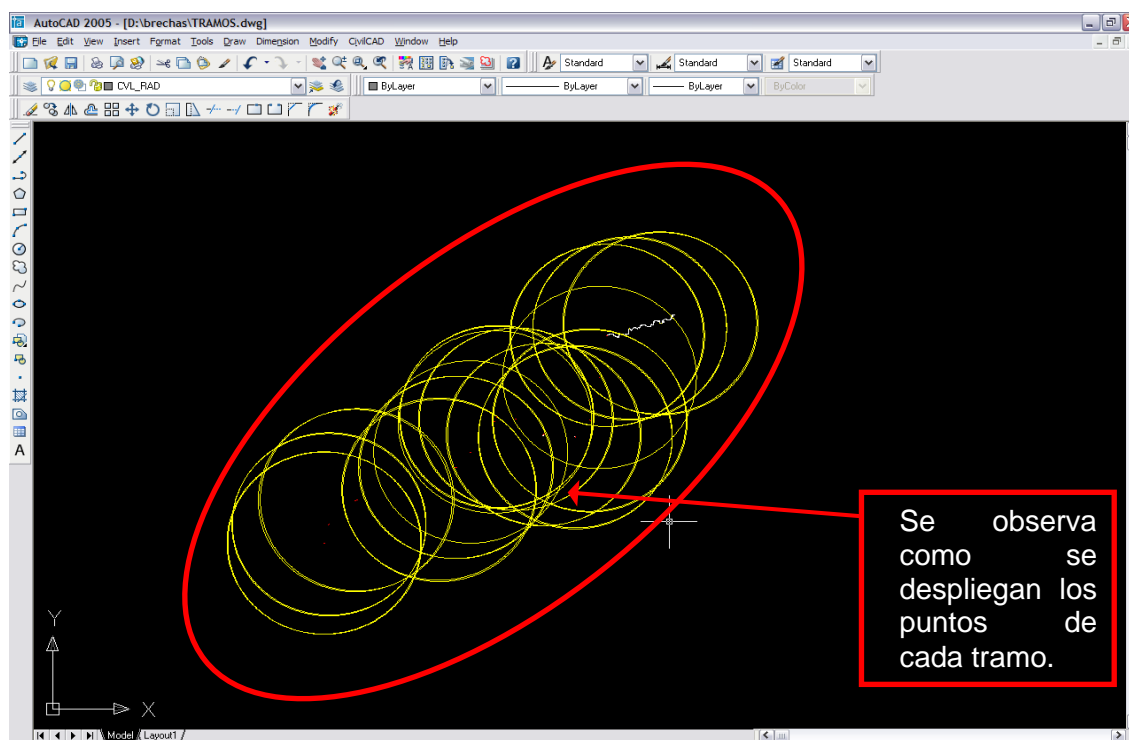 AutoCAD 2005 - [D:\brechas\TRAMOS.dwg]
File Edit View Insert Format Tools Draw Dimension Modify CivilCAD Window Help
Standard Standard Standard
CVL_RAD ByLayer ByLayer ByLayer ByColor
A
Se observa
como se
despliegan los
puntos de
cada tramo.
Y
X
Model Layout1